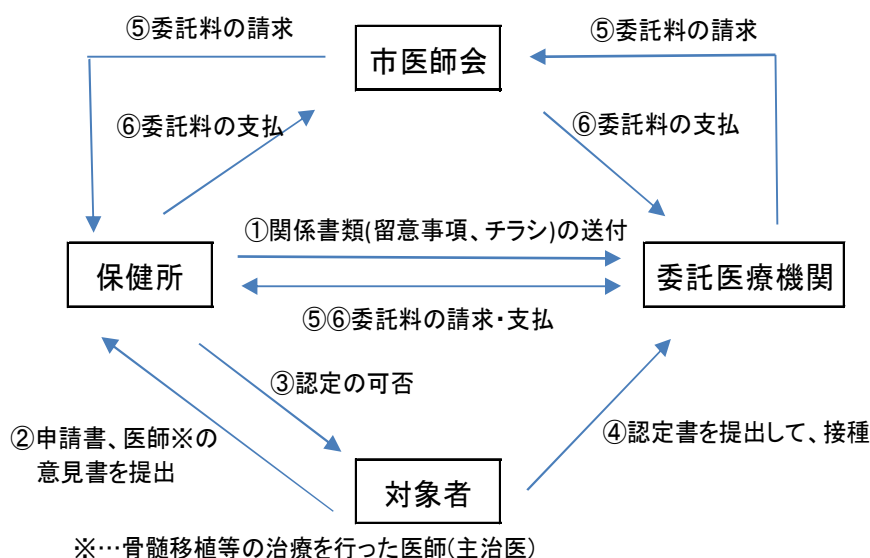 ⑤委託料の請求
⑤委託料の請求
市医師会
⑥委託料の支払
⑥委託料の支払
①関係書類(留意事項、チラシ)の送付
保健所
委託医療機関
⑤⑥委託料の請求・支払
③認定の可否
②申請書、医師※の
意見書を提出
④認定書を提出して、接種
対象者
※…骨髄移植等の治療を行った医師(主治医)